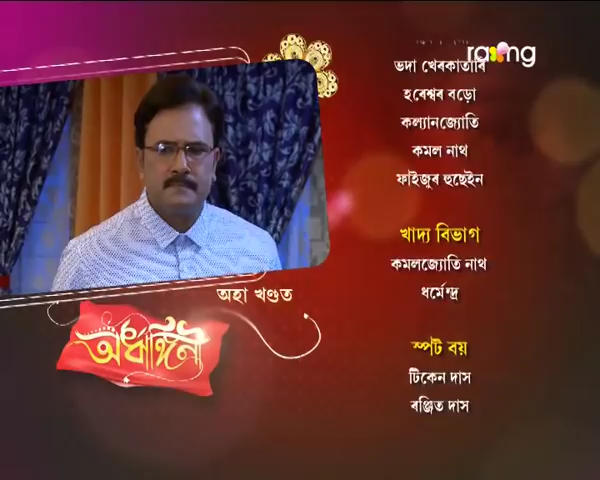 rang
ভদা খেৰকাতাৰি
হৰেশ্বৰ বড়ো
কল্যানজ্যোতি
কমল নাথ
ফাইজুৰ হুছেইন
খাদ্য বিভাগ
কমলজ্যোতি নাথ
ধৰ্মেন্দ্ৰ
স্পট বয়
টিকেন দাস
ৰঞ্জিত দাস
অহা খণ্ডত
অৰ্ধাঙ্গিনী